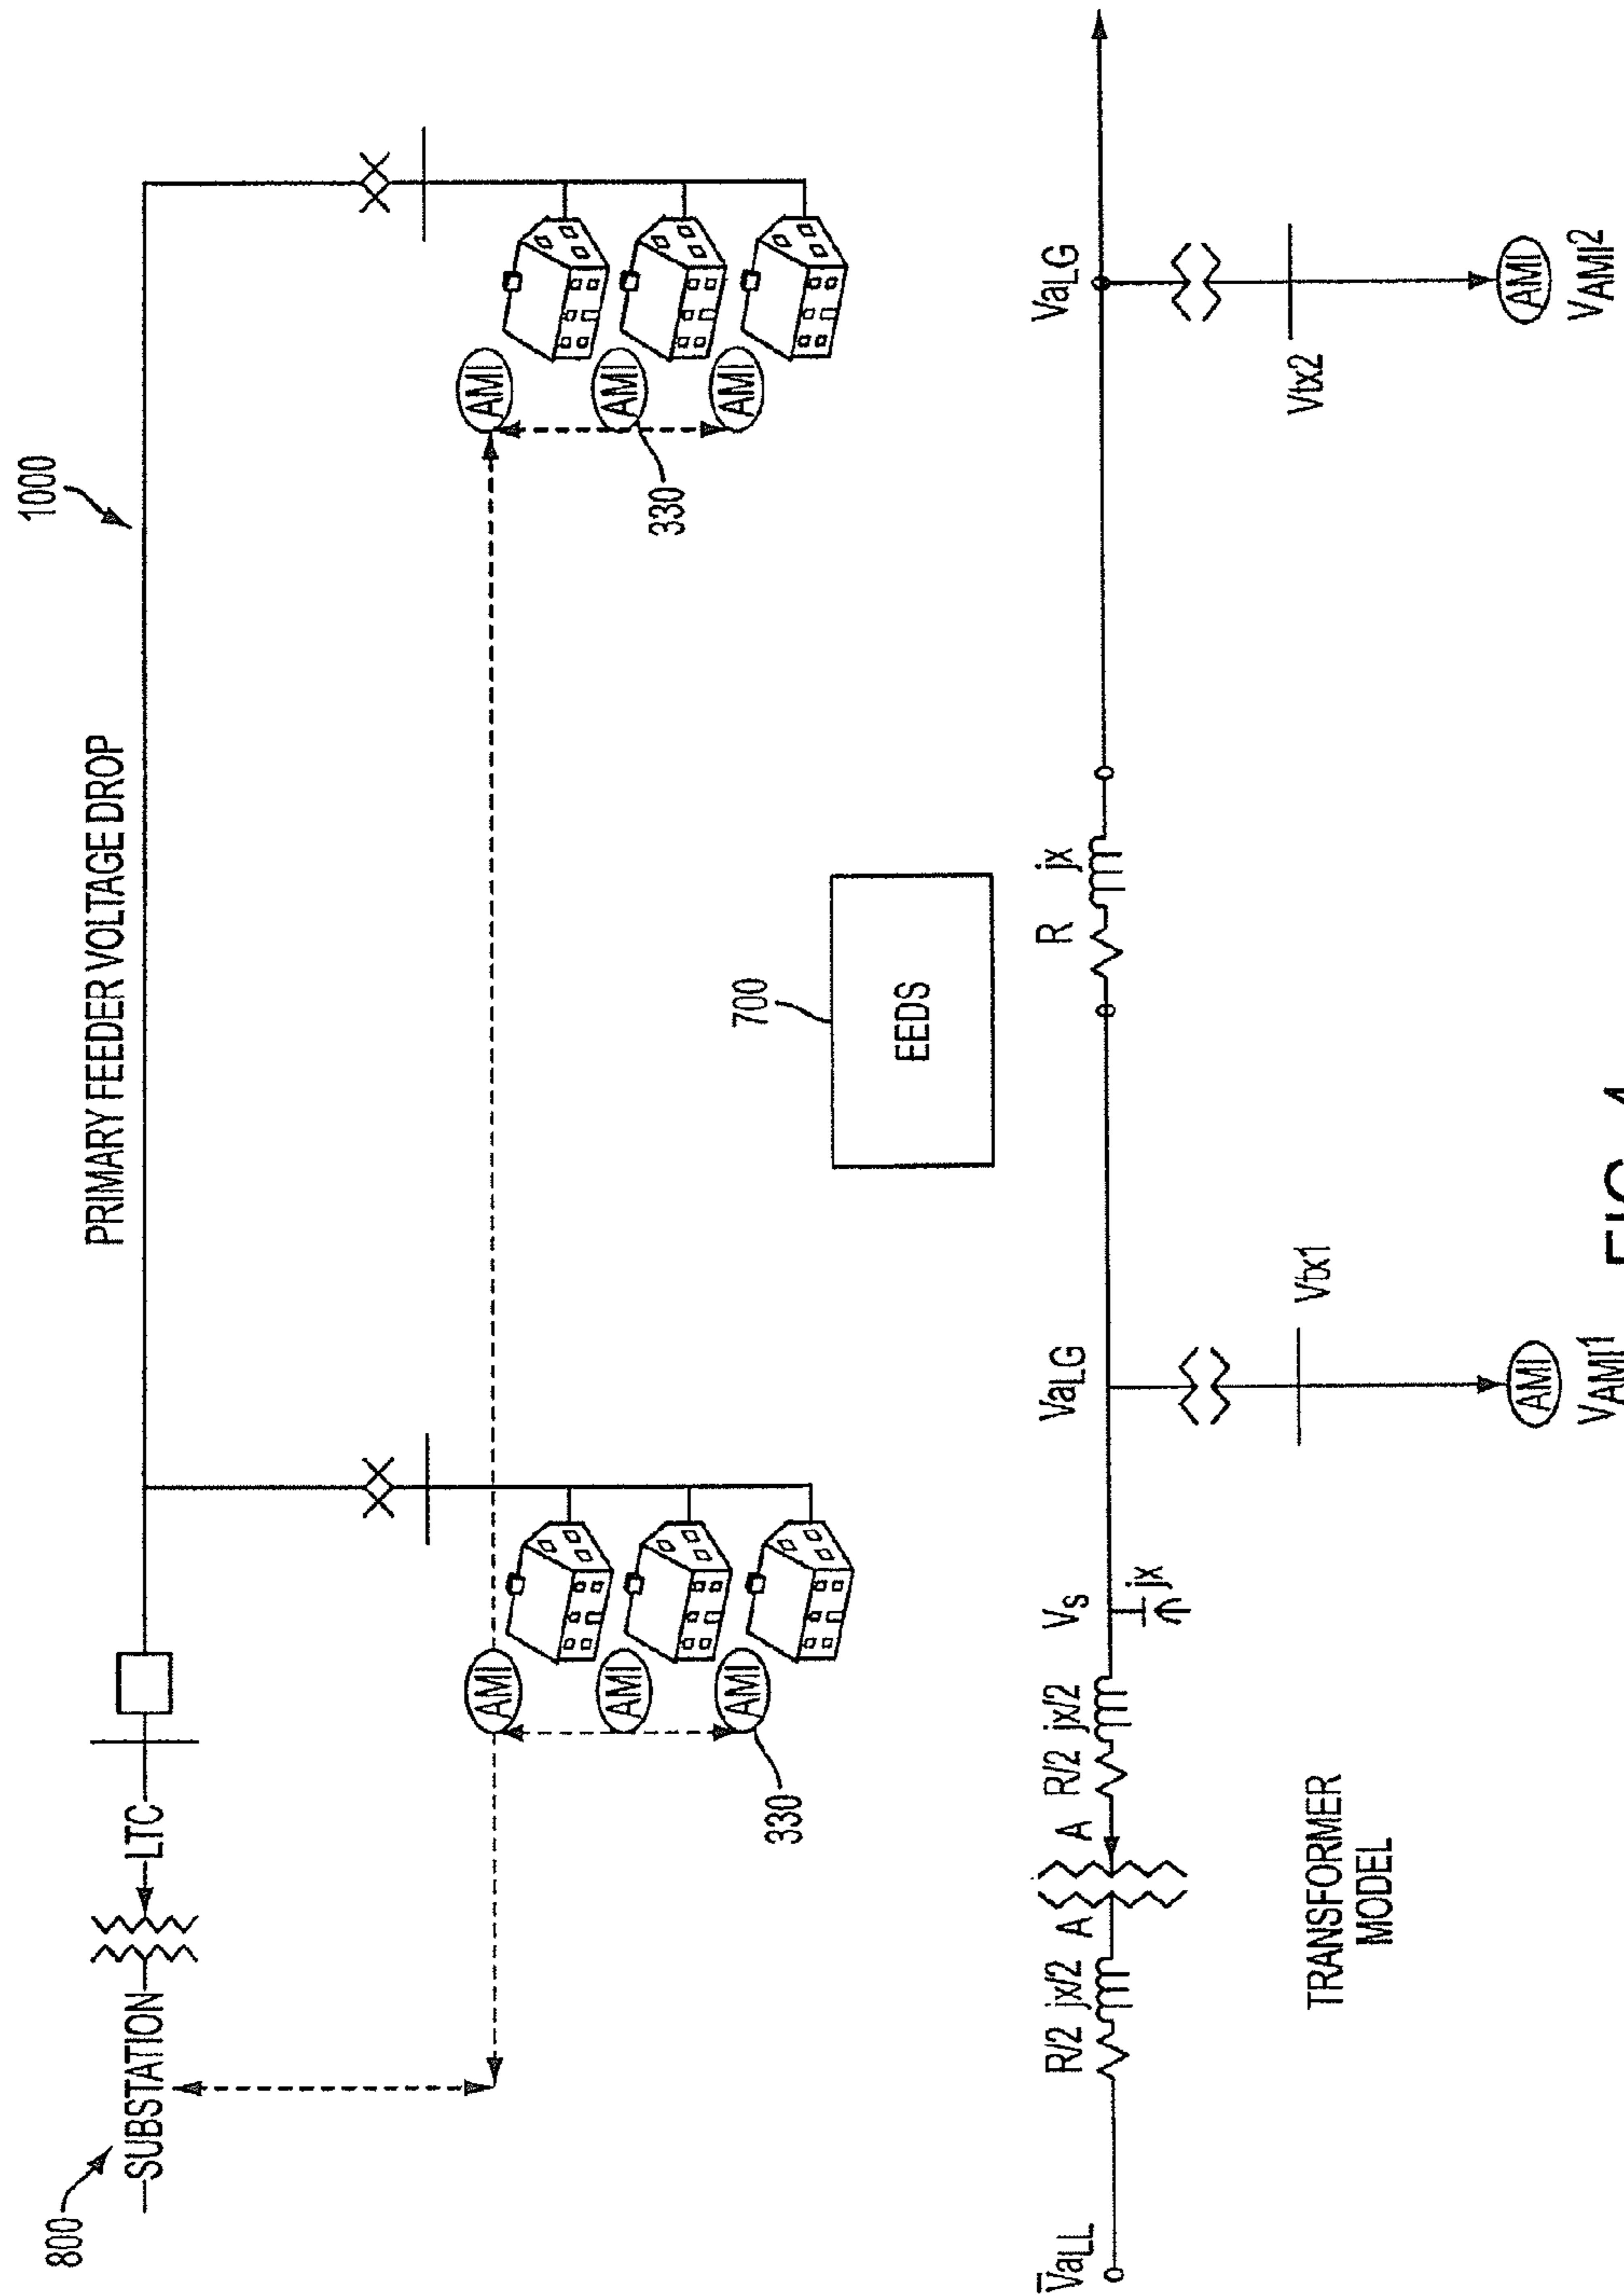 1000
PRIMARY FEEDER VOLTAGE DROP
800
SUBSTATION
LTC
AMI
AMI
AMI
330
AMI
AMI
AMI
330
700
EEDS
V̅aLL
R/2 jx/2 A
A R/2 jx/2
VS
jx
VaLG
R jx
VaLG
Vtx1
Vtx2
AMI
VAMI1
AMI
VAMI2
TRANSFORMER
MODEL
FIG.